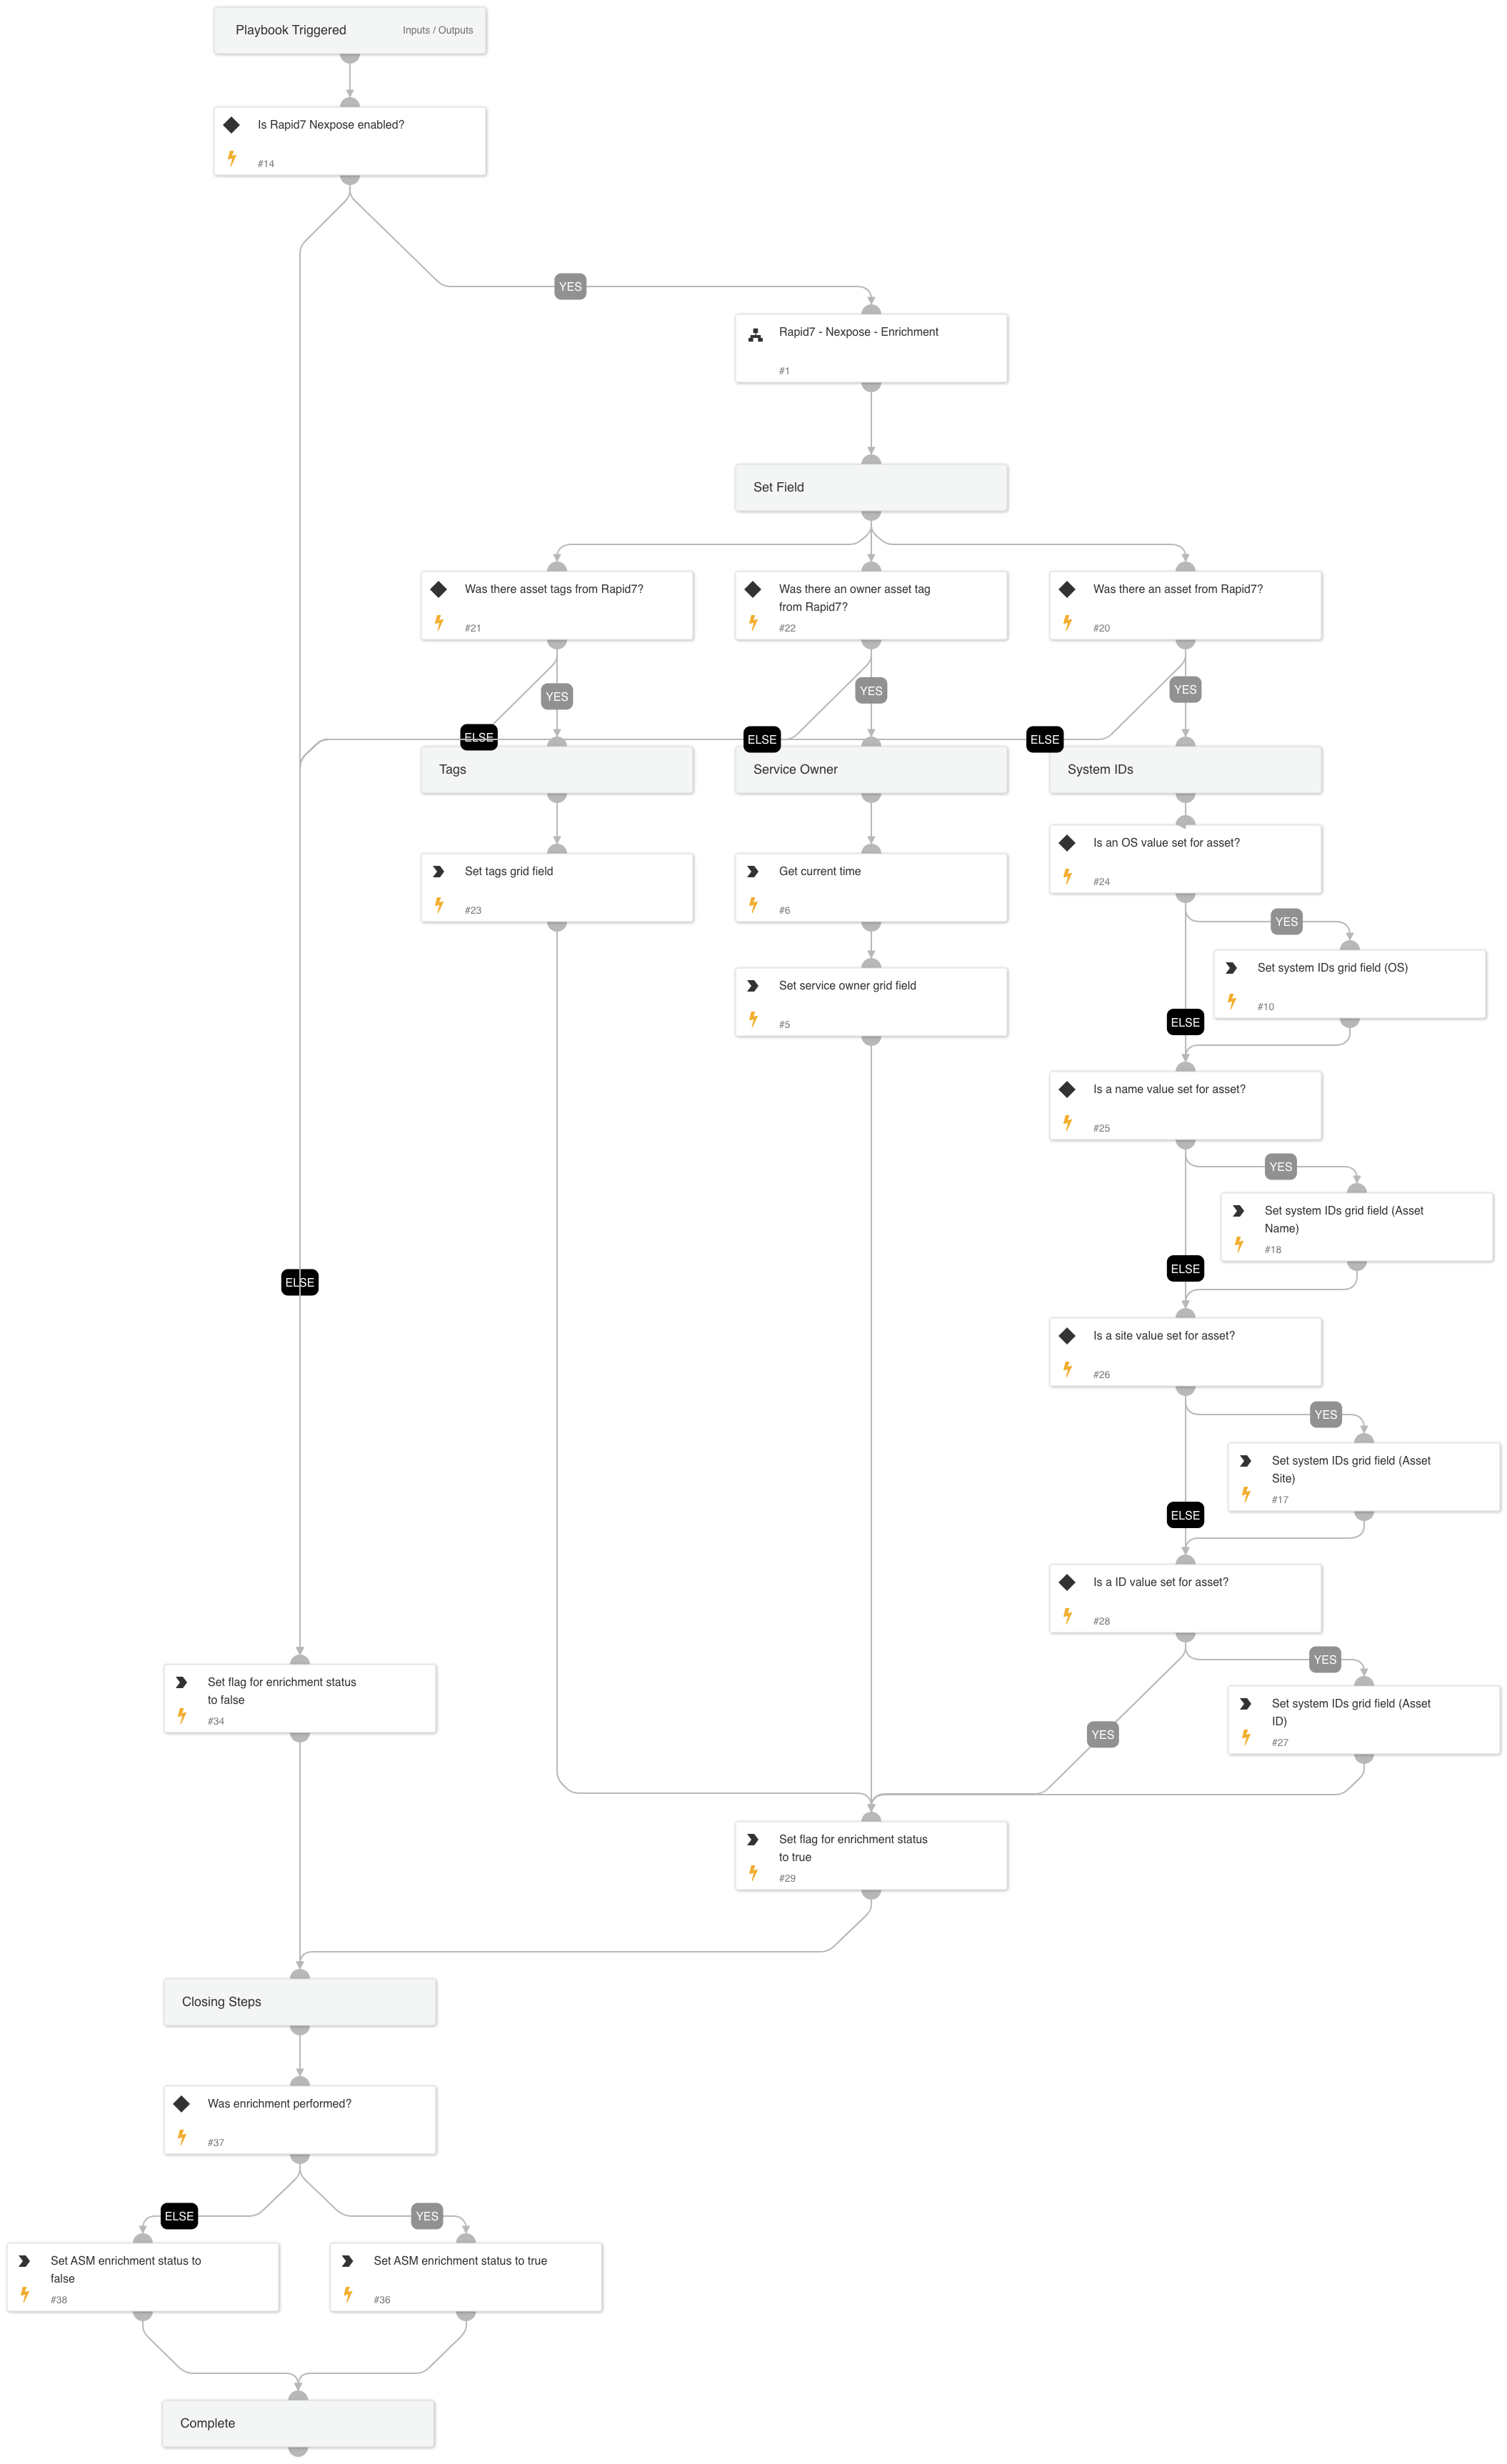 Playbook Triggered
Inputs / Outputs
Is Rapid7 Nexpose enabled?
#14
YES
Rapid7 - Nexpose - Enrichment
#1
Set Field
Was there asset tags from Rapid7?
#21
Was there an owner asset tag
from Rapid7?
#22
Was there an asset from Rapid7?
#20
YES
YES
YES
ELSE
ELSE
ELSE
Tags
Service Owner
System IDs
Is an OS value set for asset?
#24
Set tags grid field
#23
Get current time
#6
YES
Set system IDs grid field (OS)
#10
Set service owner grid field
#5
ELSE
Is a name value set for asset?
#25
YES
Set system IDs grid field (Asset
Name)
#18
ELSE
ELSE
Is a site value set for asset?
#26
YES
Set system IDs grid field (Asset
Site)
#17
ELSE
Is a ID value set for asset?
#28
YES
Set flag for enrichment status
to false
#34
Set system IDs grid field (Asset
ID)
#27
YES
Set flag for enrichment status
to true
#29
Closing Steps
Was enrichment performed?
#37
ELSE
YES
Set ASM enrichment status to
false
#38
Set ASM enrichment status to true
#36
Complete